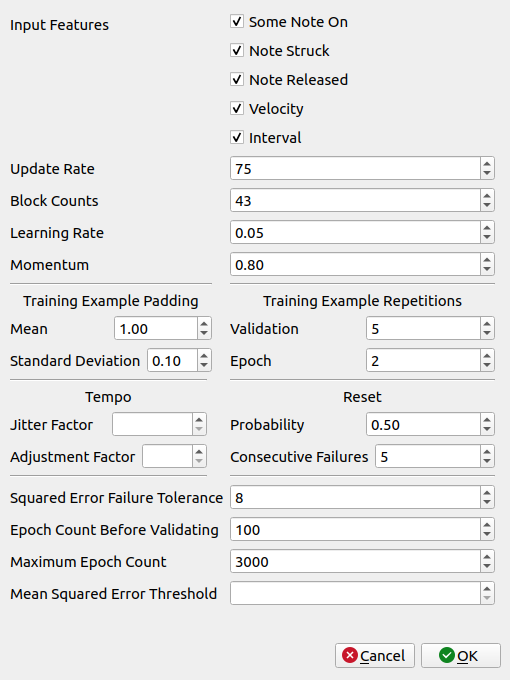 Input Features
Some Note On
Note Struck
Note Released
Velocity
Interval
Update Rate 75
Block Counts 43
Learning Rate 0.05
Momentum 0.80
Training Example Padding
Mean 1.00
Standard Deviation 0.10
Training Example Repetitions
Validation 5
Epoch 2
Tempo
Jitter Factor
Adjustment Factor
Reset
Probability 0.50
Consecutive Failures 5
Squared Error Failure Tolerance 8
Epoch Count Before Validating 100
Maximum Epoch Count 3000
Mean Squared Error Threshold
Cancel OK